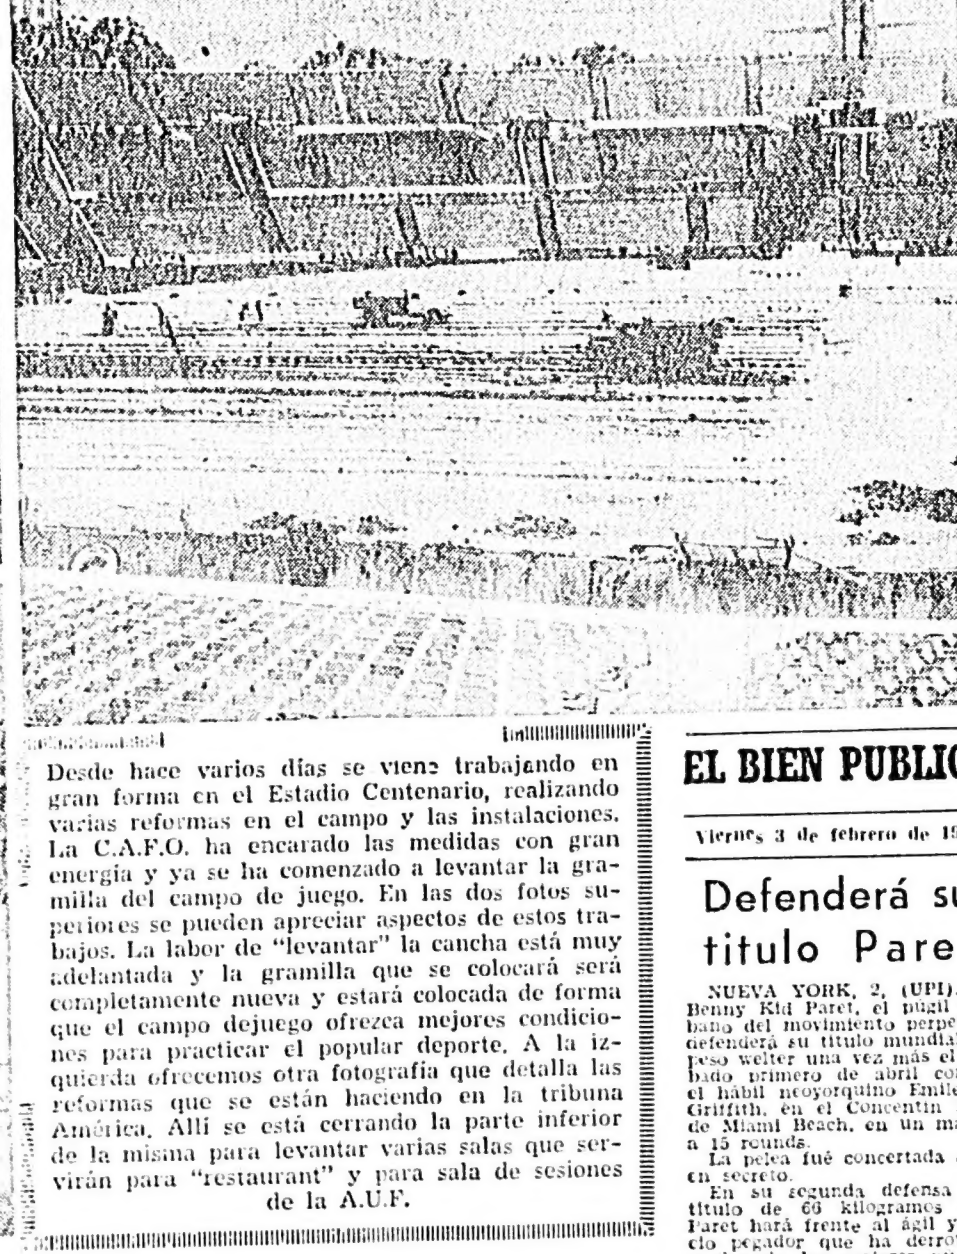 Desde hace varios días se viene trabajando en
gran forma en el Estadio Centenario, realizando
varias reformas en el campo y las instalaciones.
La C.A.F.O. ha encarado las medidas con gran
energía y ya se ha comenzado a levantar la gra-
milla del campo de juego. En las dos fotos su-
periores se pueden apreciar aspectos de estos tra-
bajos. La labor de "levantar" la cancha está muy
adelantada y la gramilla que se colocará será
completamente nueva y estará colocada de forma
que el campo dejuego ofrezca mejores condicio-
nes para practicar el popular deporte. A la iz-
quierda ofrecemos otra fotografía que detalla las
reformas que se están haciendo en la tribuna
América. Allí se está cerrando la parte inferior
de la misma para levantar varias salas que ser-
virán para "restaurant" y para sala de sesiones
de la A.U.F.
EL BIEN PUBLIC
Viernes 3 de febrero de 19
Defenderá su
titulo Pare
NUEVA YORK, 2, (UPI).
Benny Kid Paret, el púgil
bano del movimiento perpe
defenderá su título mundial
peso welter una vez más el
bado primero de abril con
el hábil neoyorquino Emile
Griffith, en el Concentin
de Miami Beach, en un ma
a 15 rounds.
La pelea fué concertada
en secreto.
En su segunda defensa
título de 66 kilogramos
Paret hará frente al ágil y
cio pegador que ha derro